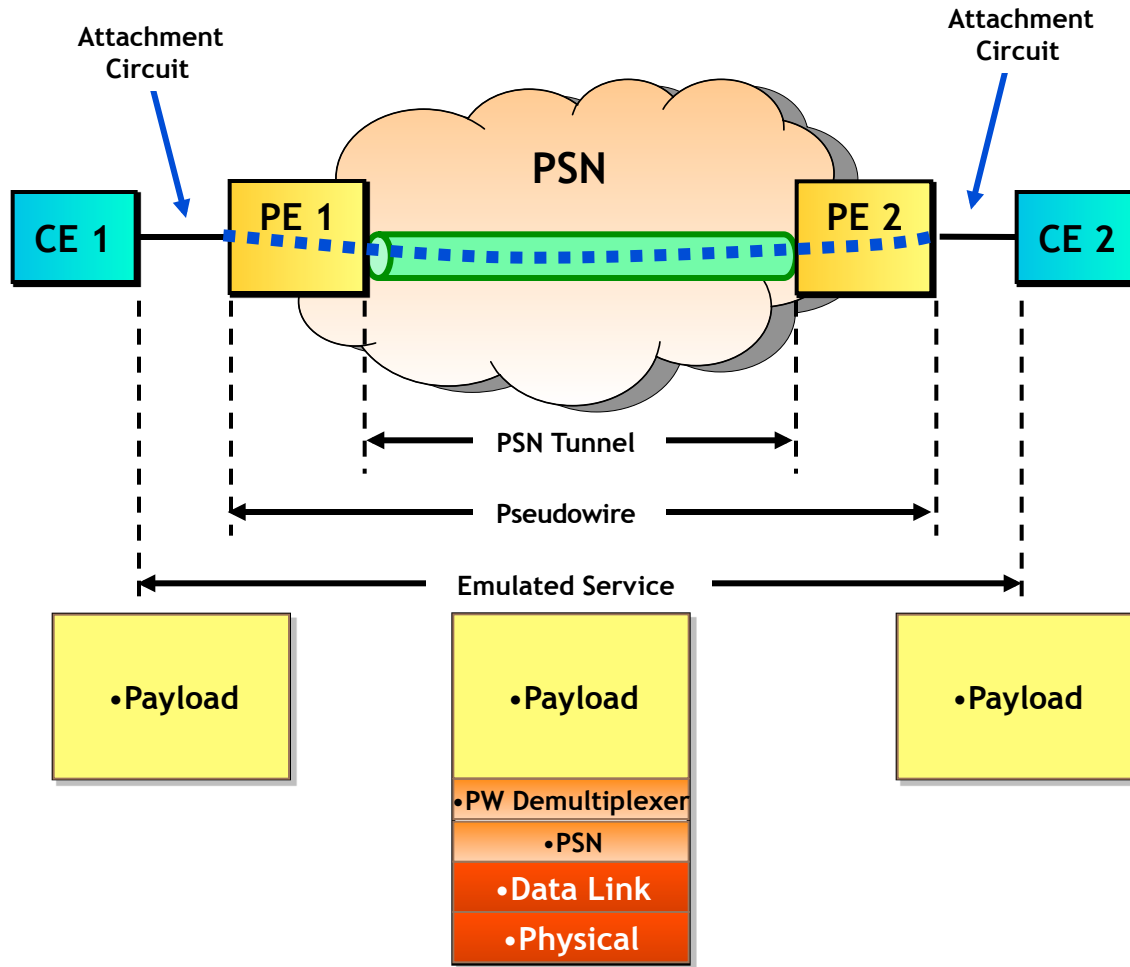 Attachment
Circuit
Attachment
Circuit
PSN
CE 1
PE 1
PE 2
CE 2
PSN Tunnel
Pseudowire
Emulated Service
•Payload
•Payload
•Payload
•PW Demultiplexer
•PSN
•Data Link
•Physical